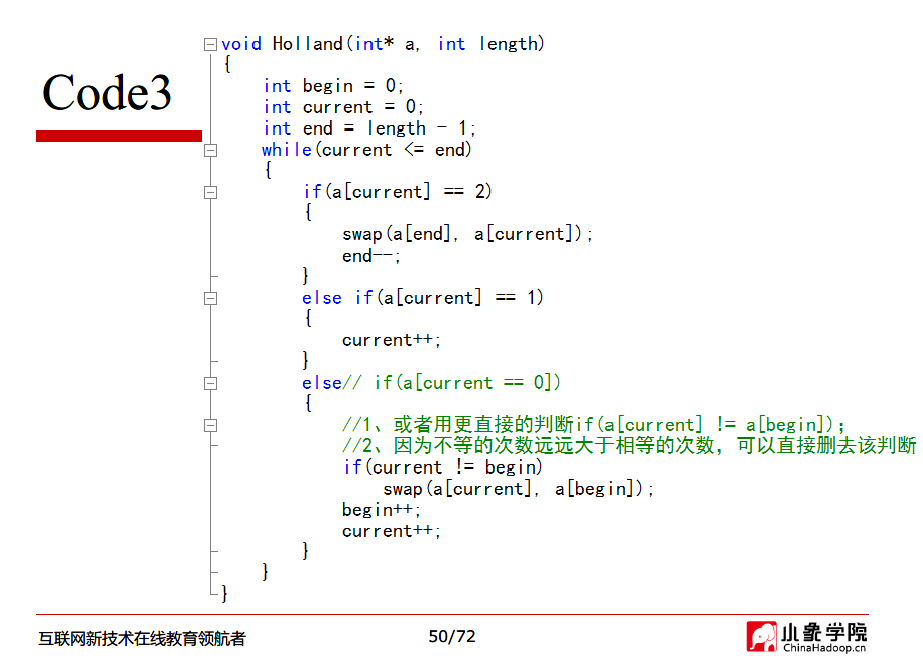 Code3
void Holland(int* a, int length)
{
    int begin = 0;
    int current = 0;
    int end = length - 1;
    while(current <= end)
    {
        if(a[current] == 2)
        {
            swap(a[end], a[current]);
            end--;
        }
        else if(a[current] == 1)
        {
            current++;
        }
        else// if(a[current == 0])
        {
            //1、或者用更直接的判断if(a[current] != a[begin]);
            //2、因为不等的次数远远大于相等的次数，可以直接删去该判断
            if(current != begin)
                swap(a[current], a[begin]);
            begin++;
            current++;
        }
    }
}
互联网新技术在线教育领航者
50/72
小象学院
ChinaHadoop.cn